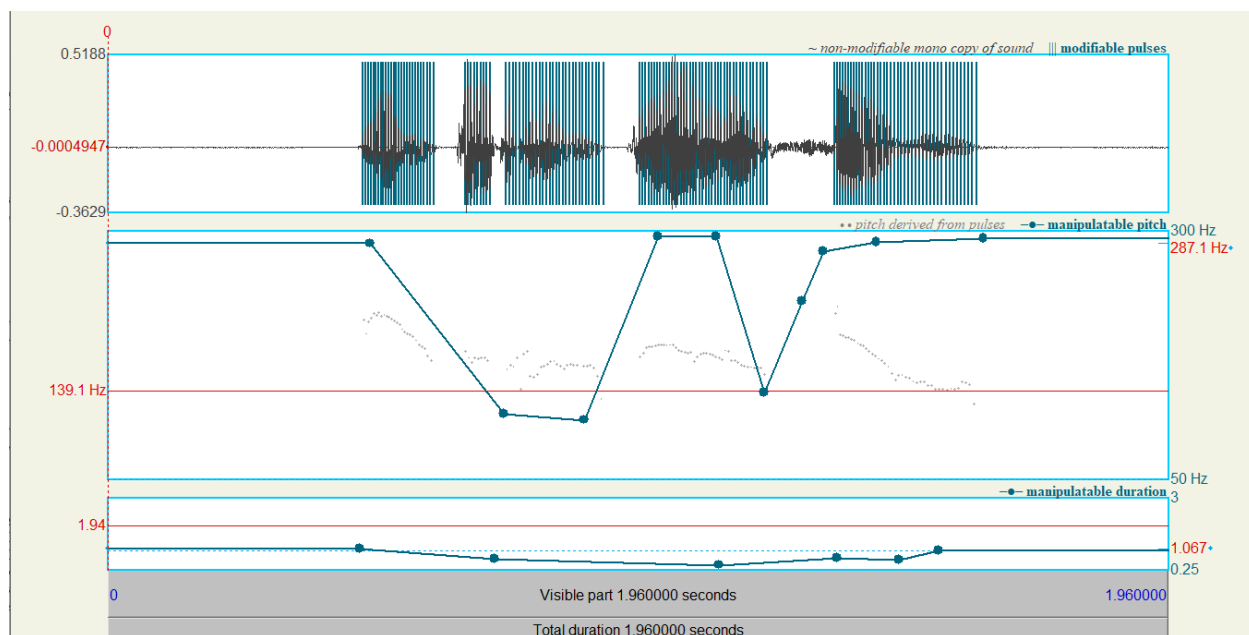 0
0.5188
~ non-modifiable mono copy of sound ||| modifiable pulses
-0.0004947
-0.3629
•• pitch derived from pulses —●— manipulatable pitch
300 Hz
287.1 Hz
139.1 Hz
50 Hz
—●— manipulatable duration
3
1.94
1.067
0.25
0 Visible part 1.960000 seconds 1.960000
Total duration 1.960000 seconds